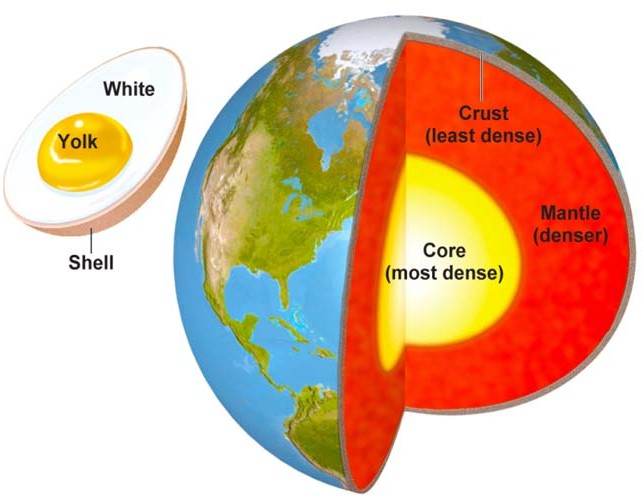 White
Yolk
Shell
Crust
(least dense)
Mantle
(denser)
Core
(most dense)